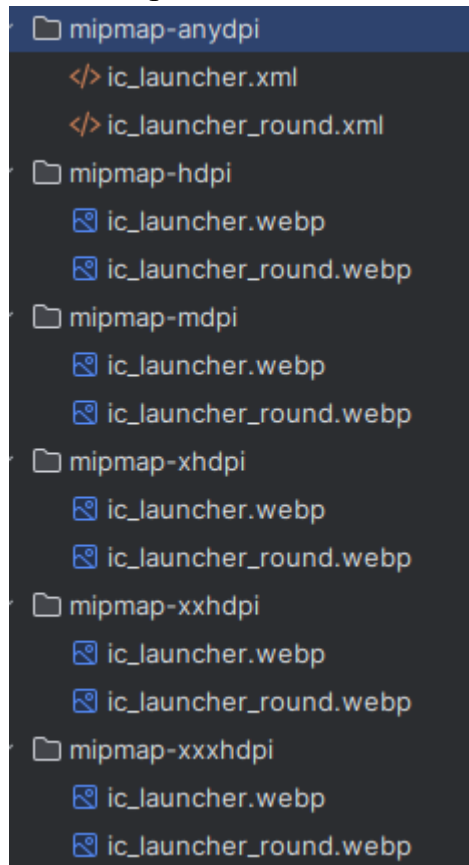 mipmap-anydpi
ic_launcher.xml
ic_launcher_round.xml
mipmap-hdpi
ic_launcher.webp
ic_launcher_round.webp
mipmap-mdpi
ic_launcher.webp
ic_launcher_round.webp
mipmap-xhdpi
ic_launcher.webp
ic_launcher_round.webp
mipmap-xxhdpi
ic_launcher.webp
ic_launcher_round.webp
mipmap-xxxhdpi
ic_launcher.webp
ic_launcher_round.webp